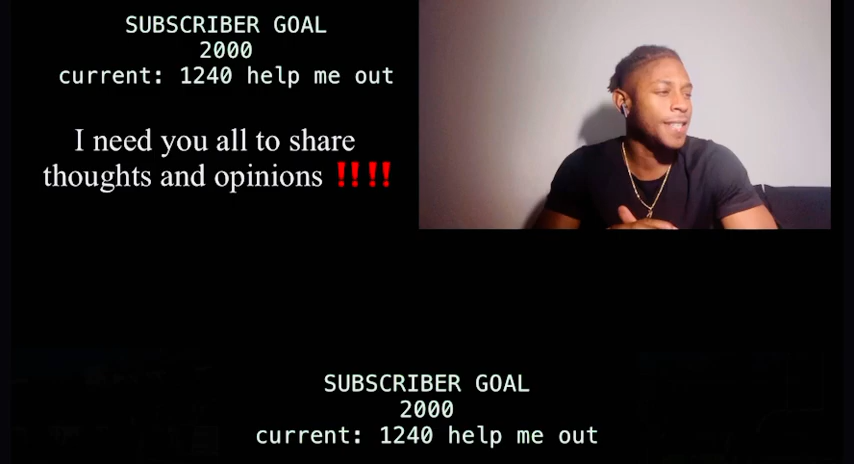 SUBSCRIBER GOAL
2000
current: 1240 help me out
I need you all to share
thoughts and opinions ‼️‼️
SUBSCRIBER GOAL
2000
current: 1240 help me out